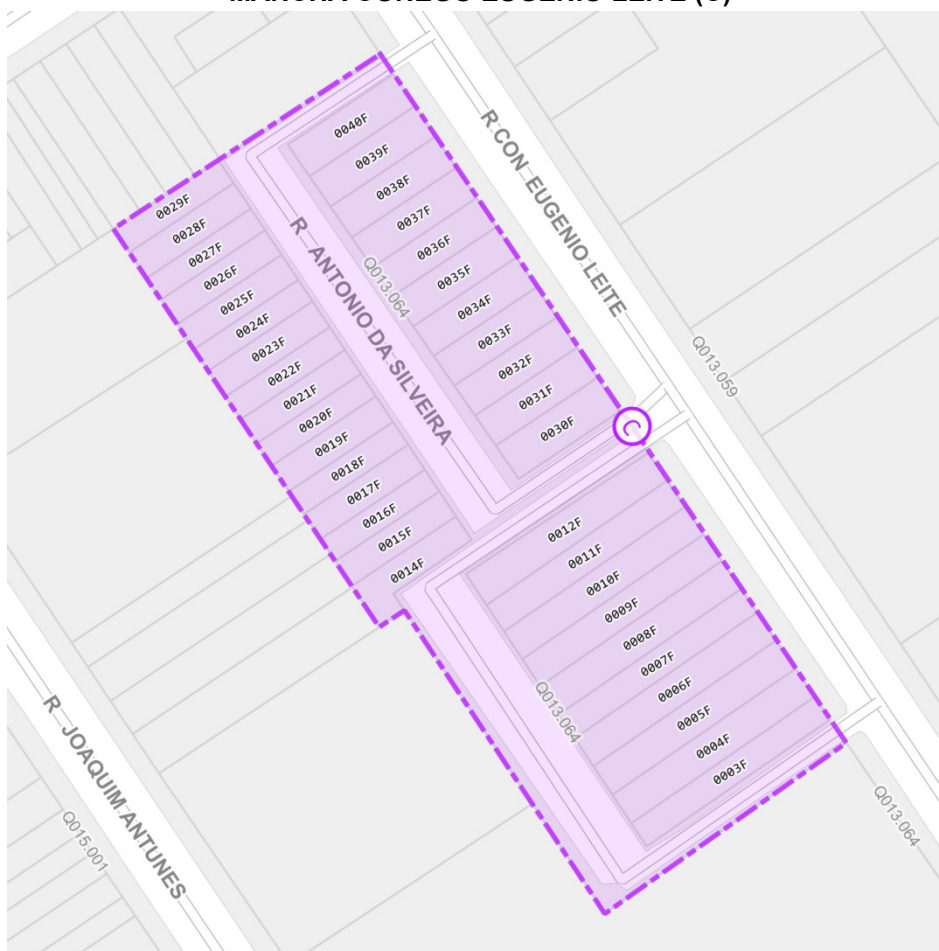 R CON EUGENIO LEITE
0040F
0039F
0038F
0037F
0036F
0035F
0034F
0033F
0032F
0031F
0030F
0029F
0028F
0027F
0026F
0025F
0024F
0023F
0022F
0021F
0020F
0019F
0018F
0017F
0016F
0015F
0014F
R ANTONIO DA SILVEIRA
Q013.064
Q013.059
C
0012F
0011F
0010F
0009F
0008F
0007F
0006F
0005F
0004F
0003F
Q013.064
Q013.064
R JOAQUIM ANTUNES
Q015.001